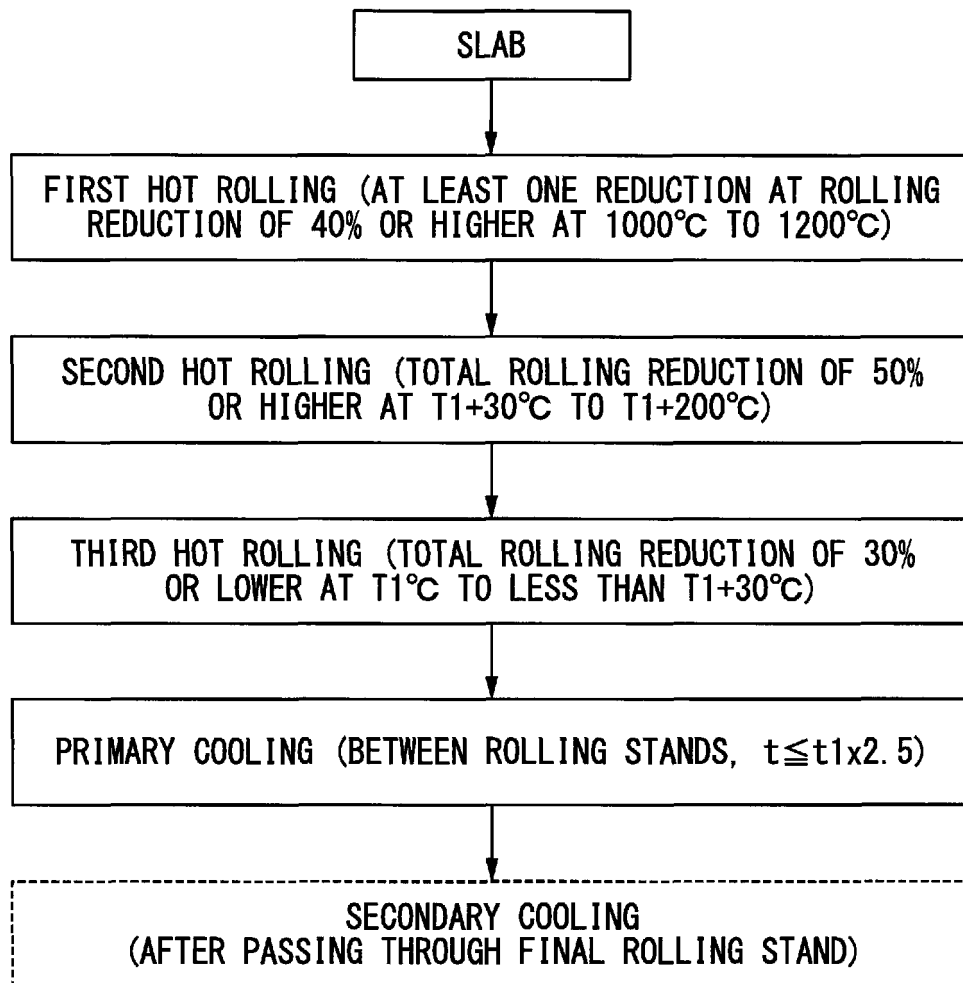 SLAB
FIRST HOT ROLLING (AT LEAST ONE REDUCTION AT ROLLING
REDUCTION OF 40% OR HIGHER AT 1000°C TO 1200°C)
SECOND HOT ROLLING (TOTAL ROLLING REDUCTION OF 50%
OR HIGHER AT T1+30°C TO T1+200°C)
THIRD HOT ROLLING (TOTAL ROLLING REDUCTION OF 30%
OR LOWER AT T1°C TO LESS THAN T1+30°C)
PRIMARY COOLING (BETWEEN ROLLING STANDS, t≦t1x2.5)
SECONDARY COOLING
(AFTER PASSING THROUGH FINAL ROLLING STAND)